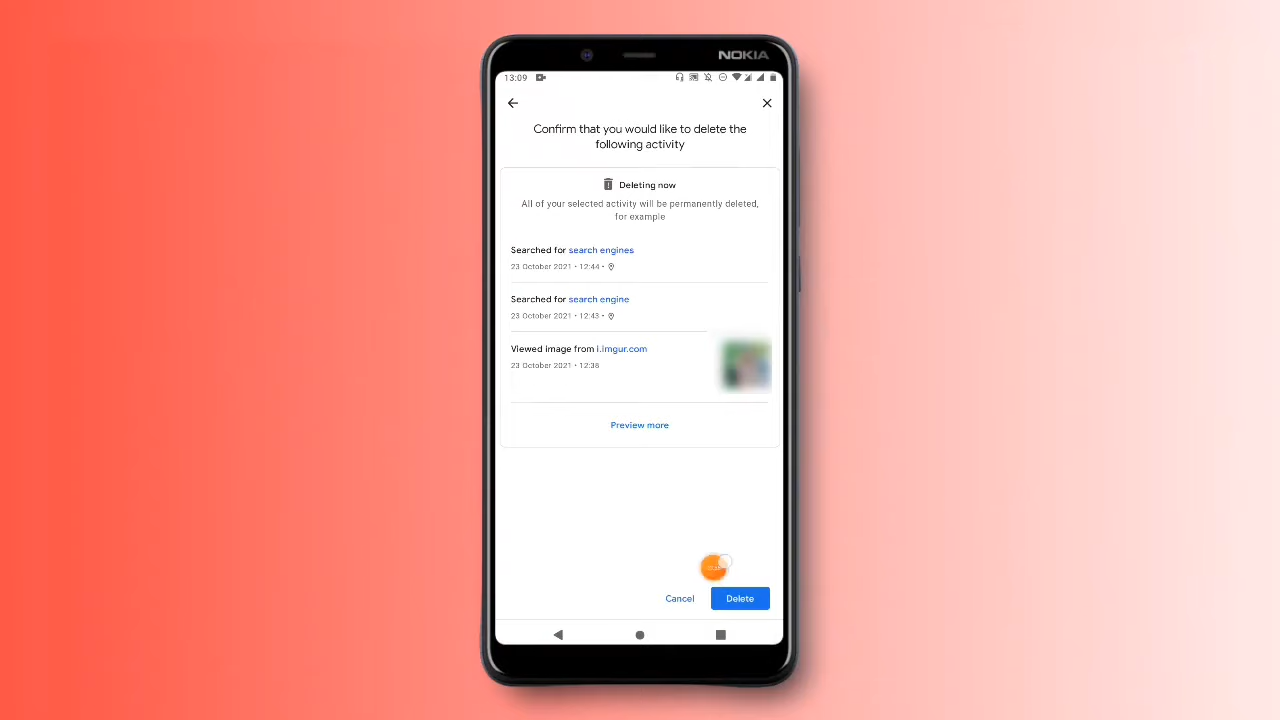 NOKIA
13:09
Confirm that you would like to delete the
following activity
Deleting now
All of your selected activity will be permanently deleted,
for example
Searched for search engines
23 October 2021 • 12:44 •
Searched for search engine
23 October 2021 • 12:43 •
Viewed image from i.imgur.com
23 October 2021 • 12:38
Preview more
Cancel
Delete